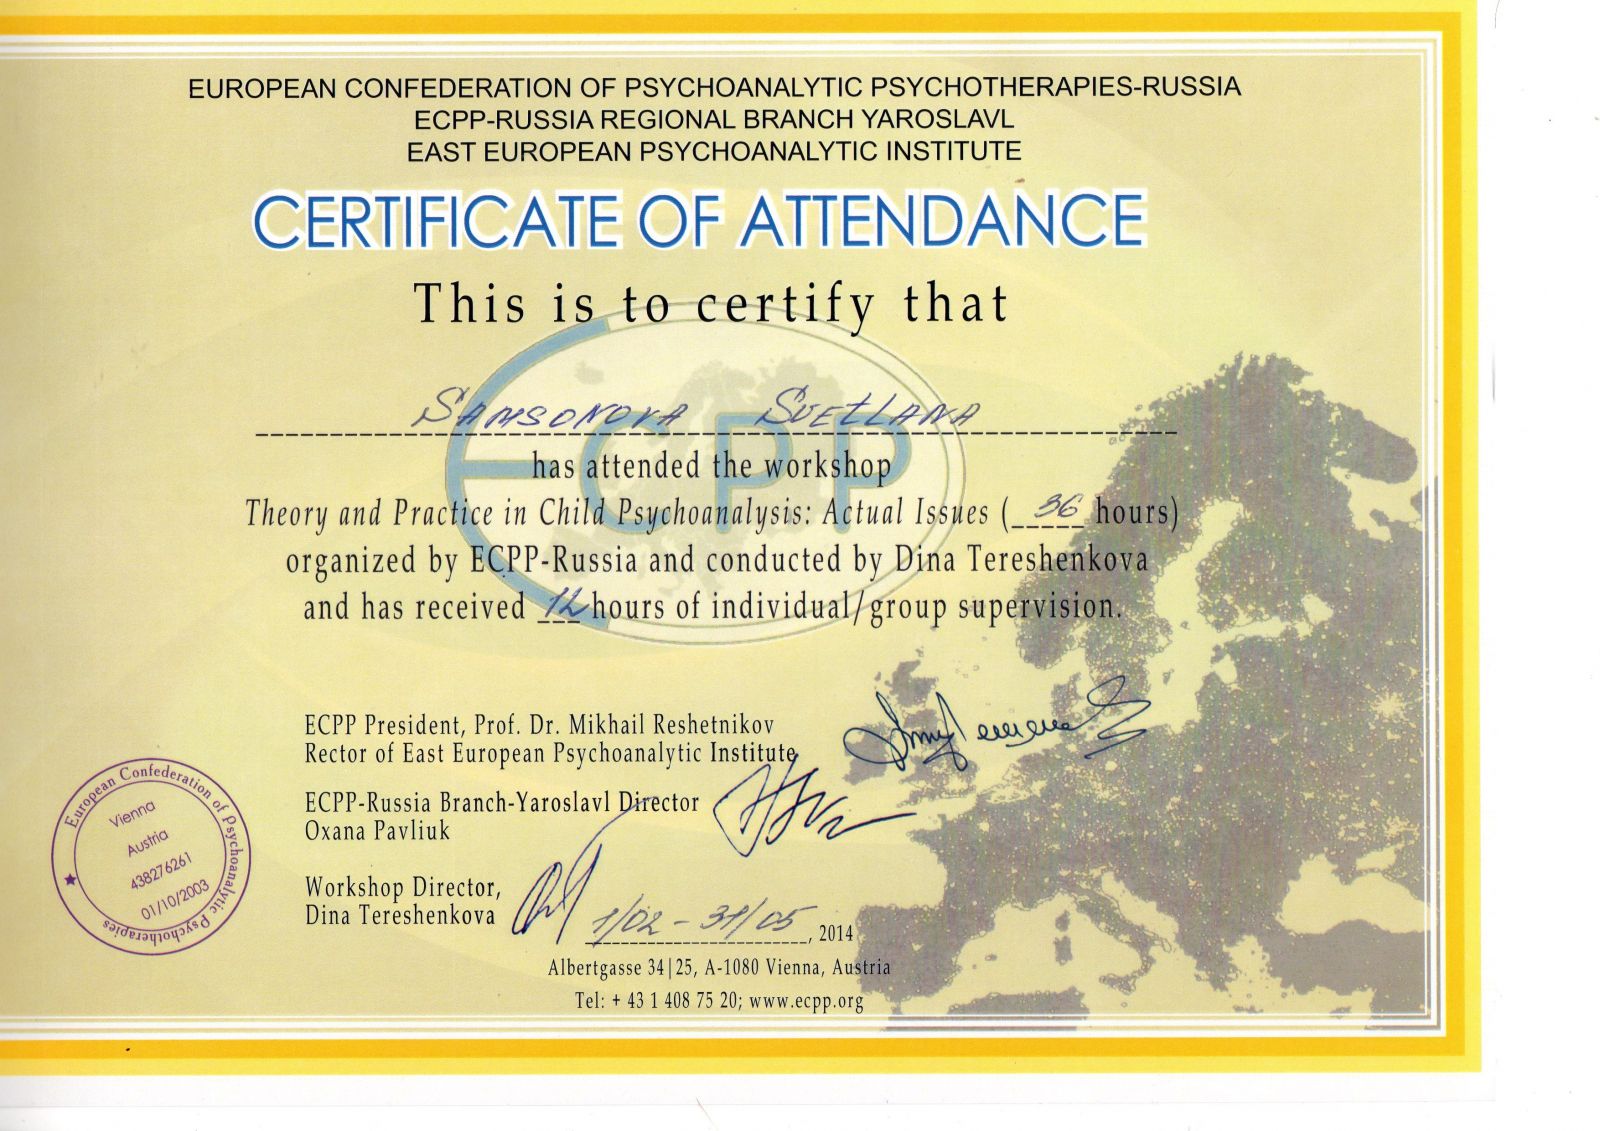 EUROPEAN CONFEDERATION OF PSYCHOANALYTIC PSYCHOTHERAPIES-RUSSIA
ECPP-RUSSIA REGIONAL BRANCH YAROSLAVL
EAST EUROPEAN PSYCHOANALYTIC INSTITUTE
CERTIFICATE OF ATTENDANCE
This is to certify that
SAMSONOVA SVETLANA
ECPP
has attended the workshop
Theory and Practice in Child Psychoanalysis: Actual Issues (_36_ hours)
organized by ECPP-Russia and conducted by Dina Tereshenkova
and has received 12 hours of individual/group supervision.
ECPP President, Prof. Dr. Mikhail Reshetnikov
Rector of East European Psychoanalytic Institute
ECPP-Russia Branch-Yaroslavl Director
Oxana Pavliuk
Workshop Director,
Dina Tereshenkova
1/02 - 31/05, 2014
Albertgasse 34|25, A-1080 Vienna, Austria
Tel: + 43 1 408 75 20; www.ecpp.org
European Confederation of Psychoanalytic Psychotherapies
Vienna
Austria
438276261
01/10/2003